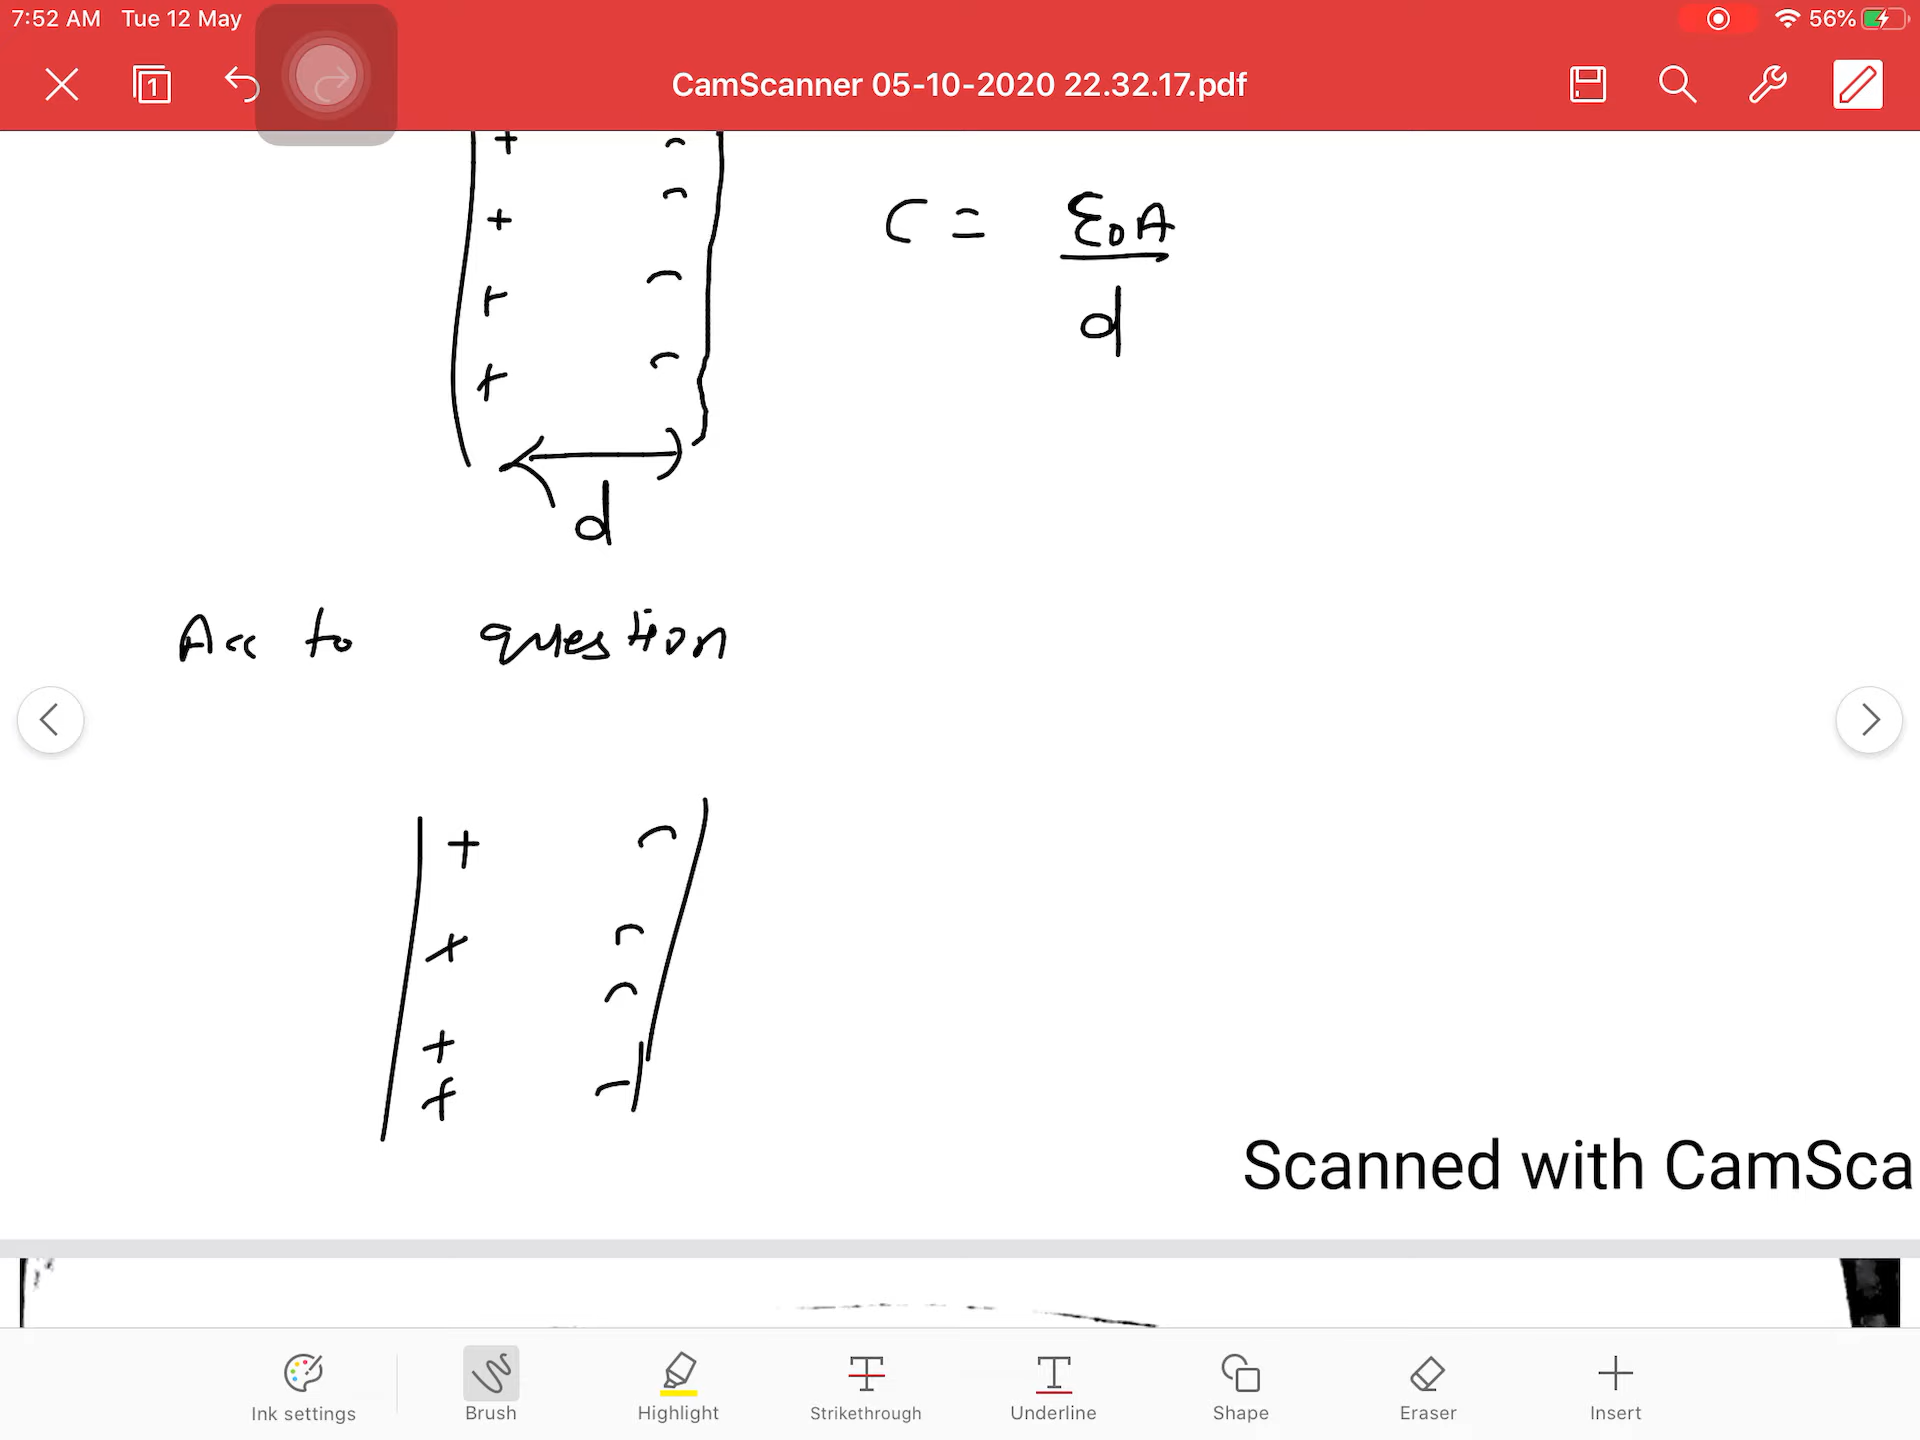 7:52 AM Tue 12 May
56%
1
CamScanner 05-10-2020 22.32.17.pdf
+ -
+ -
+ -
+ -
C = ε0A
d
d
Acc to question
+ -
+ -
+ -
+ -
Scanned with CamSca
Ink settings
Brush
Highlight
Strikethrough
Underline
Shape
Eraser
Insert